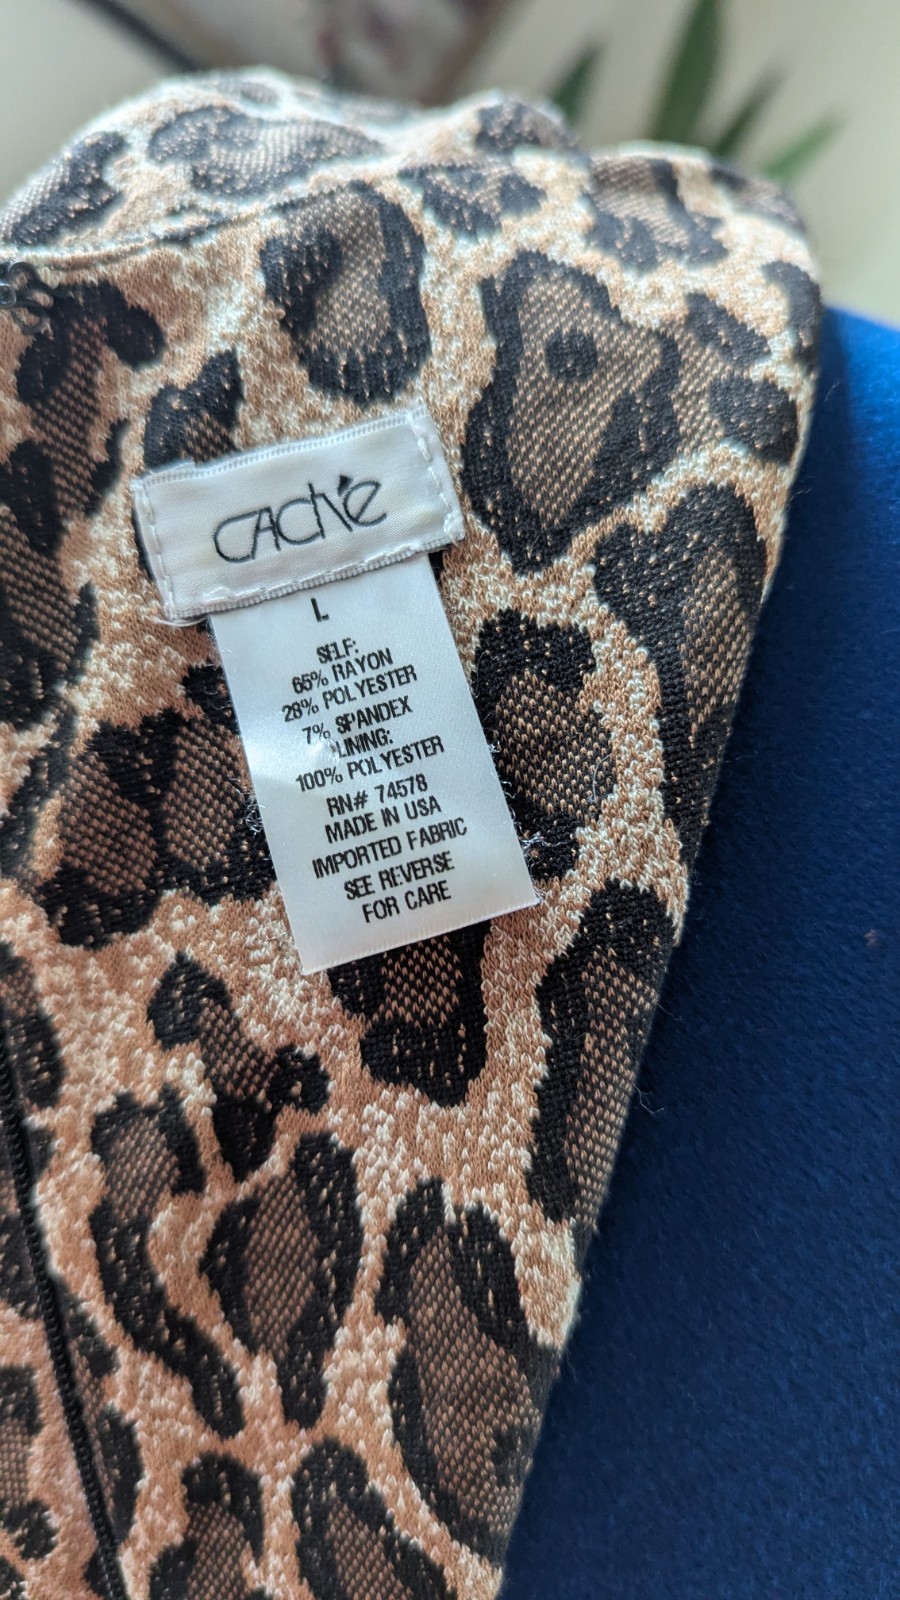 Caché
L
SELF:
65% RAYON
28% POLYESTER
7% SPANDEX
LINING:
100% POLYESTER
RN# 74578
MADE IN USA
IMPORTED FABRIC
SEE REVERSE
FOR CARE